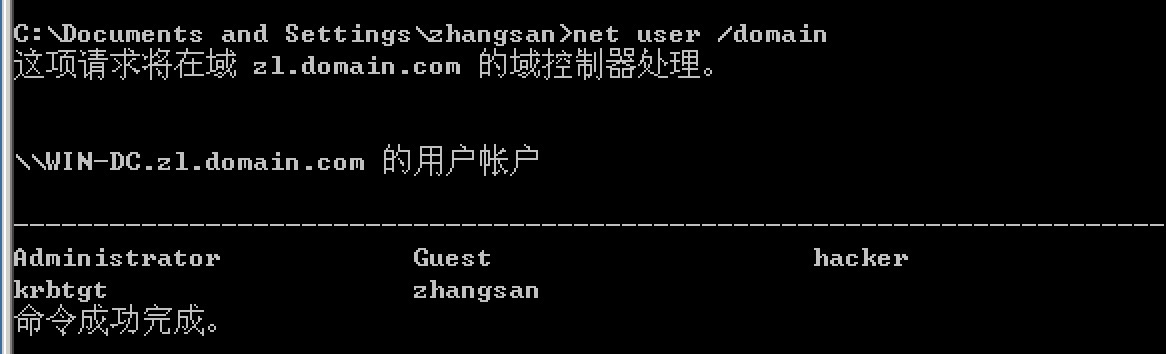 C:\Documents and Settings\zhangsan>net user /domain
这项请求将在域 zl.domain.com 的域控制器处理。
\\WIN-DC.zl.domain.com 的用户帐户
-------------------------------------------------------------------------------
Administrator Guest hacker
krbtgt zhangsan
命令成功完成。